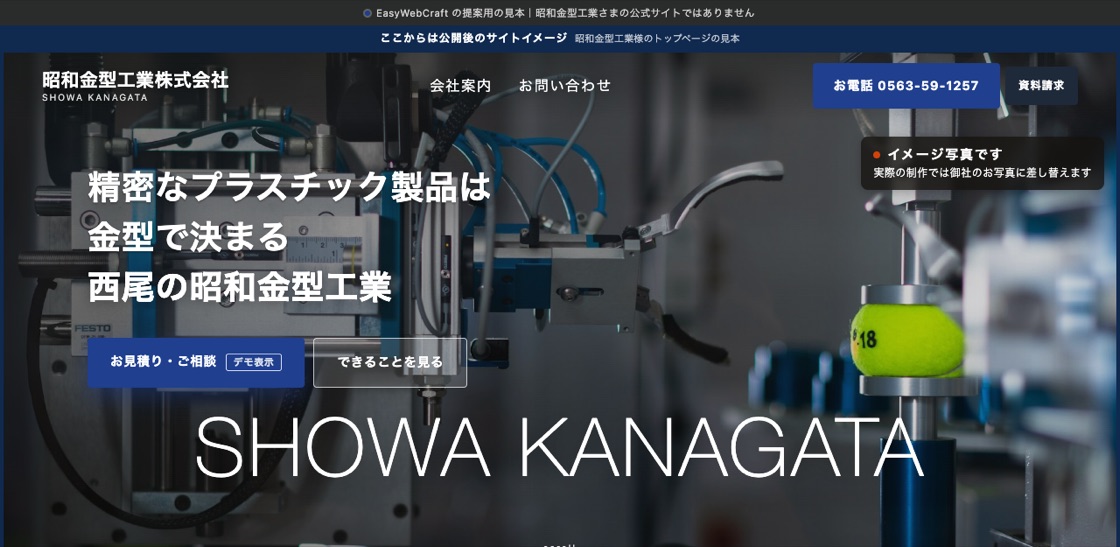 EasyWebCraft の提案用の見本 | 昭和金型工業さまの公式サイトではありません
ここからは公開後のサイトイメージ 昭和金型工業様のトップページの見本
昭和金型工業株式会社
SHOWA KANAGATA
会社案内 お問い合わせ
お電話 0563-59-1257 資料請求
イメージ写真です
実際の制作では御社のお写真に差し替えます
精密なプラスチック製品は
金型で決まる
西尾の昭和金型工業
FESTO
18
お見積り・ご相談 デモ表示
できることを見る
SHOWA KANAGATA